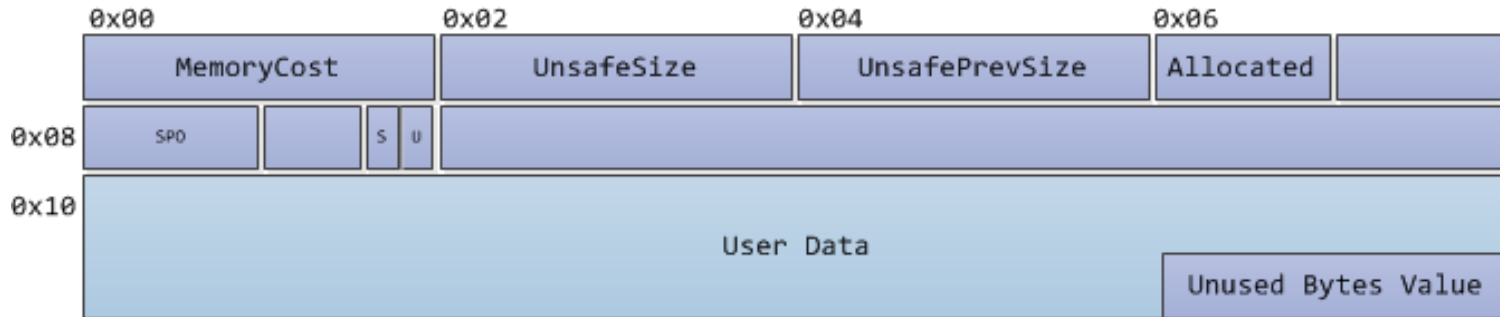 0x00 0x02 0x04 0x06
MemoryCost UnsafeSize UnsafePrevSize Allocated
0x08 SPO S U
0x10
User Data
Unused Bytes Value